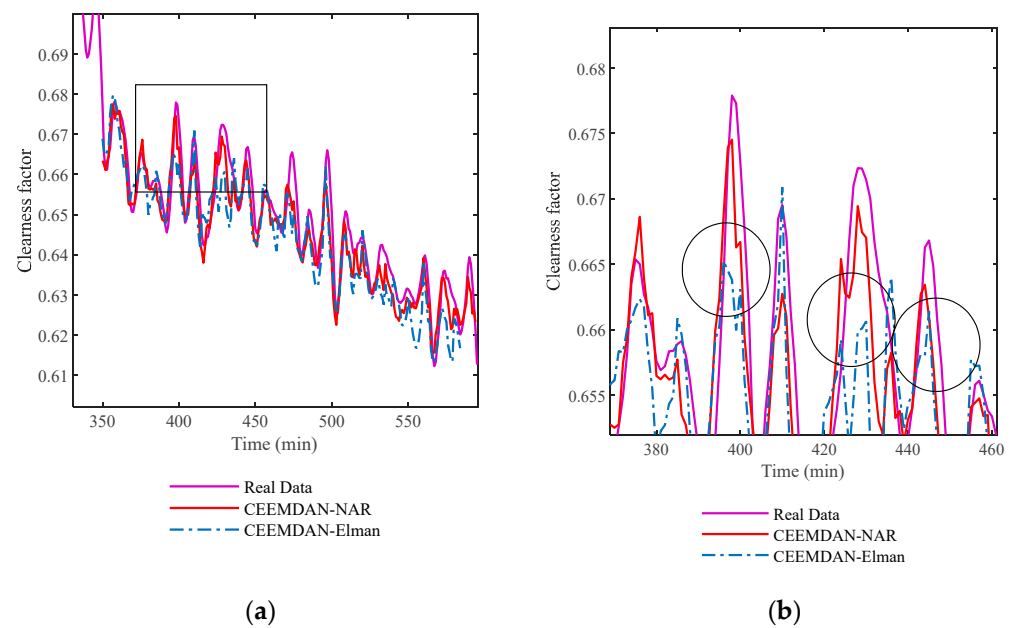 0.69
0.68
0.67
0.66
0.65
0.64
0.63
0.62
0.61
Clearness factor
350 400 450 500 550
Time (min)
Real Data
CEEMDAN-NAR
CEEMDAN-Elman
(a)
0.68
0.675
0.67
0.665
0.66
0.655
Clearness factor
380 400 420 440 460
Time (min)
Real Data
CEEMDAN-NAR
CEEMDAN-Elman
(b)